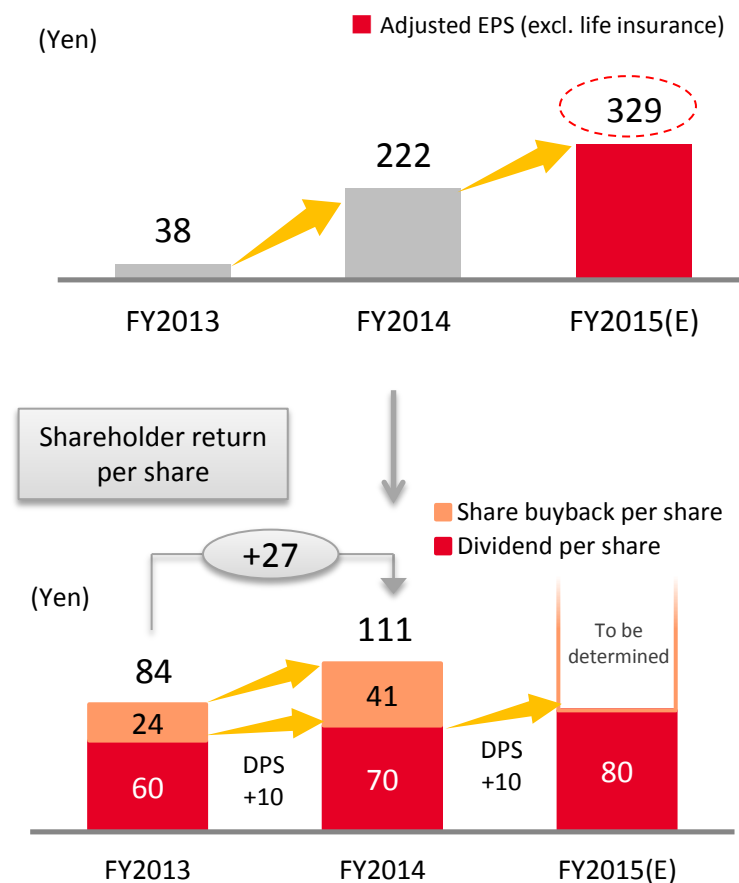 Adjusted EPS (excl. life insurance)
(Yen)
329
222
38
FY2013
FY2014
FY2015(E)
Shareholder return
per share
Share buyback per share
Dividend per share
+27
(Yen)
To be
determined
111
84
41
24
DPS
+10
DPS
+10
60
70
80
FY2013
FY2014
FY2015(E)